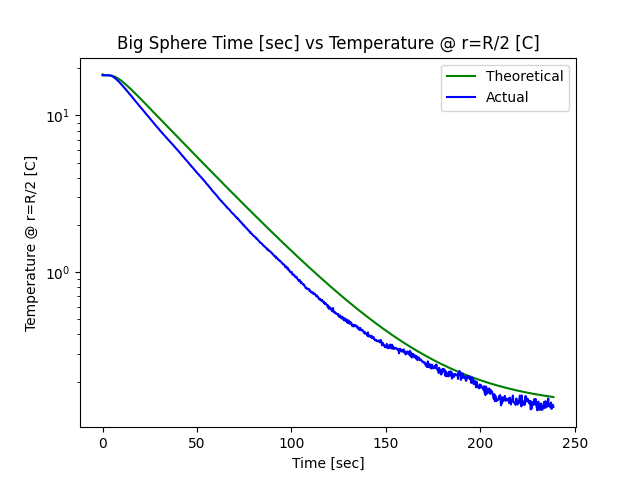 Big Sphere Time [sec] vs Temperature @ r=R/2 [C]
Theoretical
Actual
10¹
10⁰
Temperature @ r=R/2 [C]
0 50 100 150 200 250
Time [sec]